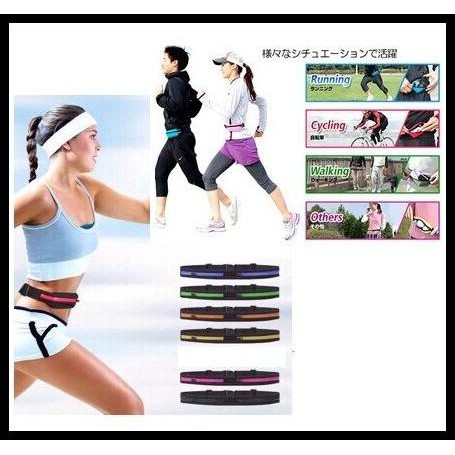 様々なシチュエーションで活躍
Running
ランニング
Cycling
自転車
Walking
ウォーキング
Others
その他